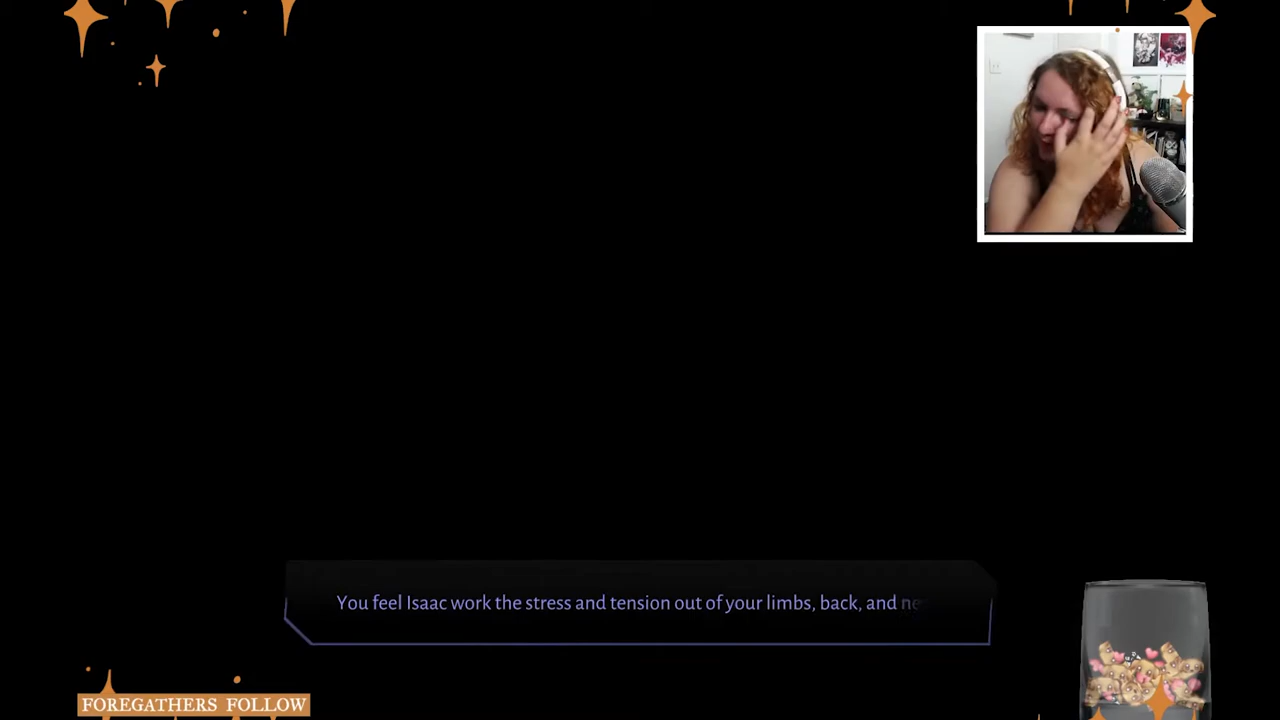 You feel Isaac work the stress and tension out of your limbs, back, and
FOREGATHERS FOLLOW